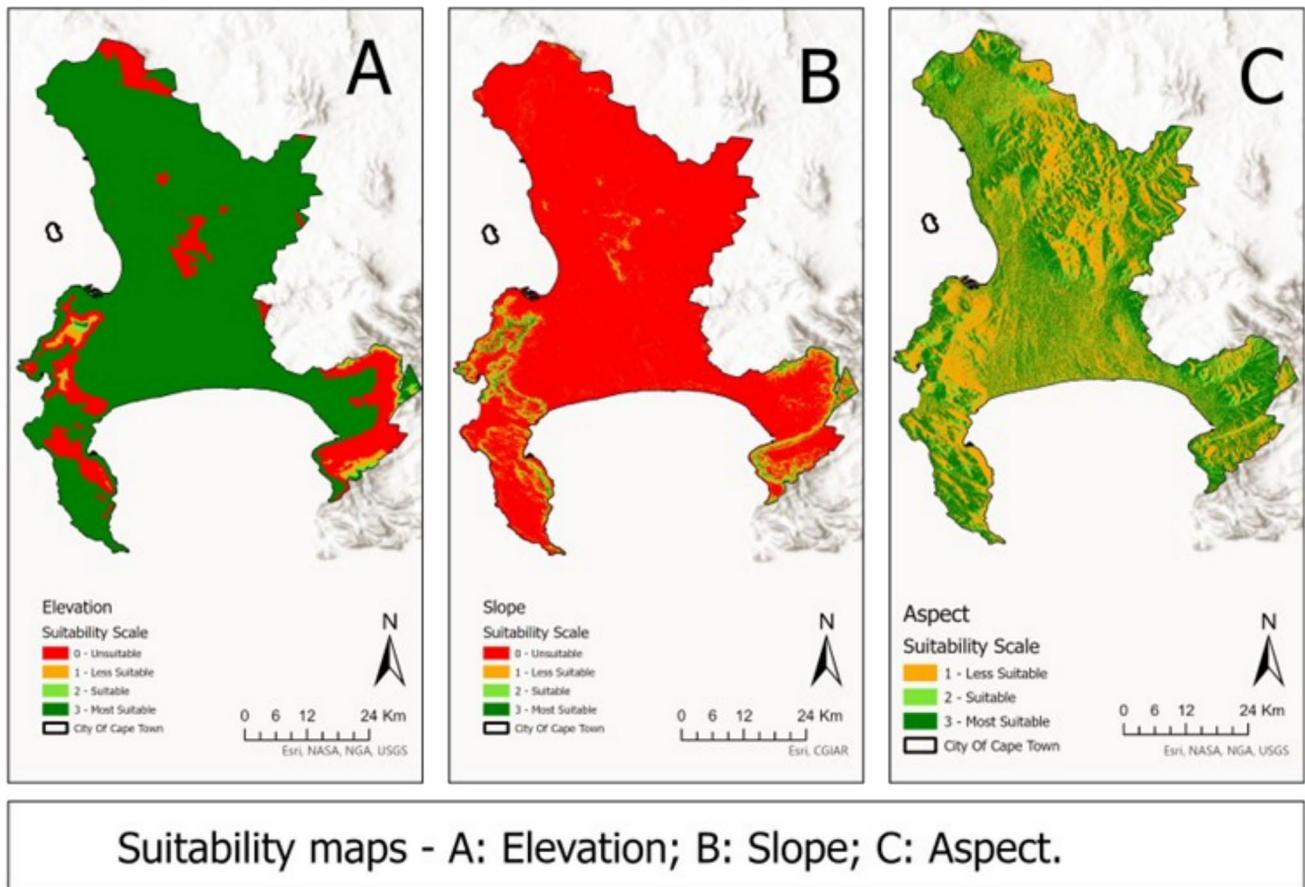 A
Elevation
Suitability Scale
0 - Unsuitable
1 - Less Suitable
2 - Suitable
3 - Most Suitable
City Of Cape Town
N
0 6 12 24 Km
Esri, NASA, NGA, USGS
B
Slope
Suitability Scale
0 - Unsuitable
1 - Less Suitable
2 - Suitable
3 - Most Suitable
City Of Cape Town
N
0 6 12 24 Km
Esri, CGIAR
C
Aspect
Suitability Scale
1 - Less Suitable
2 - Suitable
3 - Most Suitable
City Of Cape Town
N
0 6 12 24 Km
Esri, NASA, NGA, USGS
Suitability maps - A: Elevation; B: Slope; C: Aspect.